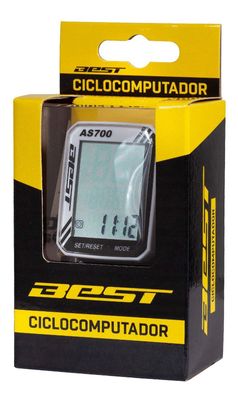 BEST
CICLOCOMPUTADOR
AS700
BEST
11:12
SET/RESET MODE
BEST
CICLOCOMPUTADOR